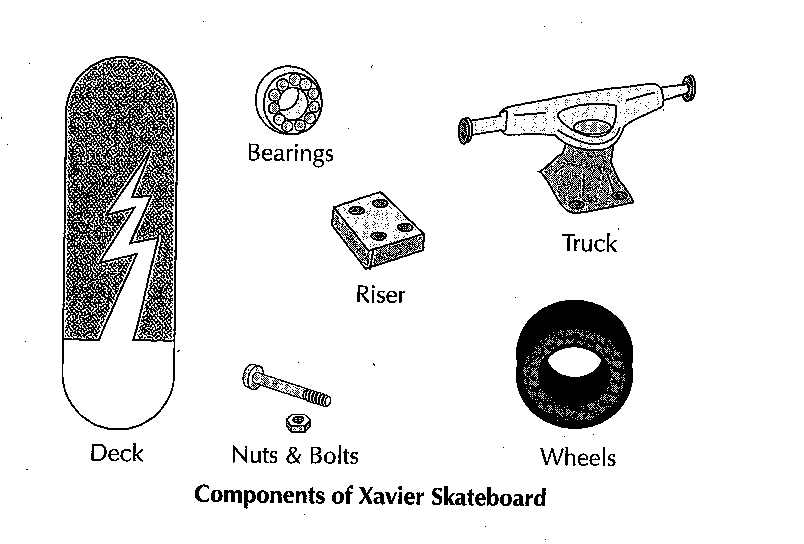 Bearings
Truck
Riser
Deck
Nuts & Bolts
Wheels
Components of Xavier Skateboard